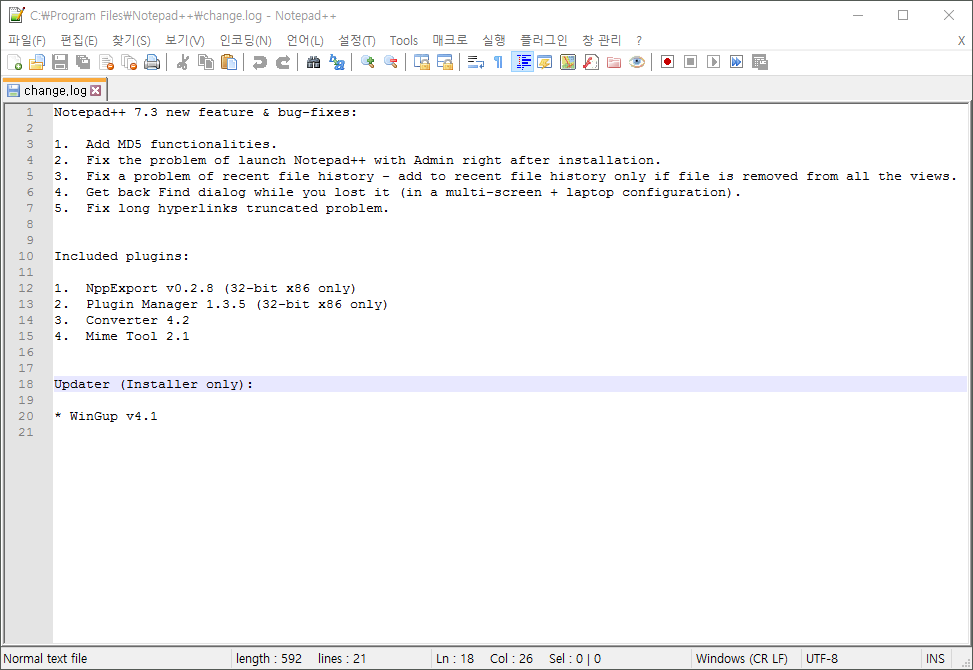 C:₩Program Files₩Notepad++₩change.log - Notepad++
파일(F) 편집(E) 찾기(S) 보기(V) 인코딩(N) 언어(L) 설정(T) Tools 매크로 실행 플러그인 창 관리 ? X
change.log
1 Notepad++ 7.3 new feature & bug-fixes:
2
3 1. Add MD5 functionalities.
4 2. Fix the problem of launch Notepad++ with Admin right after installation.
5 3. Fix a problem of recent file history - add to recent file history only if file is removed from all the views.
6 4. Get back Find dialog while you lost it (in a multi-screen + laptop configuration).
7 5. Fix long hyperlinks truncated problem.
8
9
10 Included plugins:
11
12 1. NppExport v0.2.8 (32-bit x86 only)
13 2. Plugin Manager 1.3.5 (32-bit x86 only)
14 3. Converter 4.2
15 4. Mime Tool 2.1
16
17
18 Updater (Installer only):
19
20 * WinGup v4.1
21
Normal text file length : 592 lines : 21 Ln : 18 Col : 26 Sel : 0 | 0 Windows (CR LF) UTF-8 INS